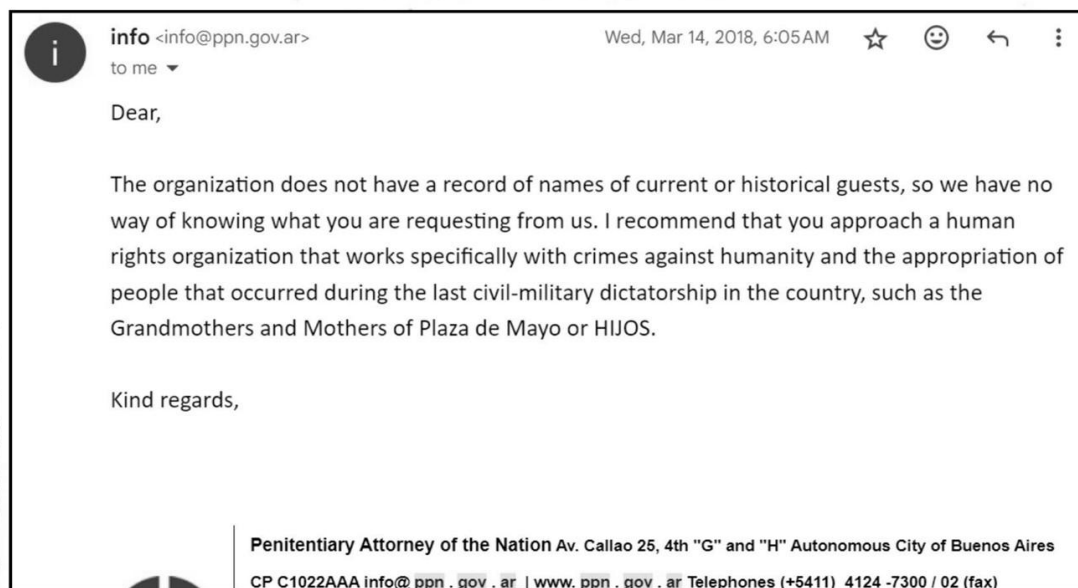 i
info <info@ppn.gov.ar>
Wed, Mar 14, 2018, 6:05 AM
to me
Dear,
The organization does not have a record of names of current or historical guests, so we have no
way of knowing what you are requesting from us. I recommend that you approach a human
rights organization that works specifically with crimes against humanity and the appropriation of
people that occurred during the last civil-military dictatorship in the country, such as the
Grandmothers and Mothers of Plaza de Mayo or HIJOS.
Kind regards,
Penitentiary Attorney of the Nation Av. Callao 25, 4th "G" and "H" Autonomous City of Buenos Aires
CP C1022AAA info@ ppn . gov . ar | www. ppn . gov . ar Telephones (+5411) 4124 -7300 / 02 (fax)